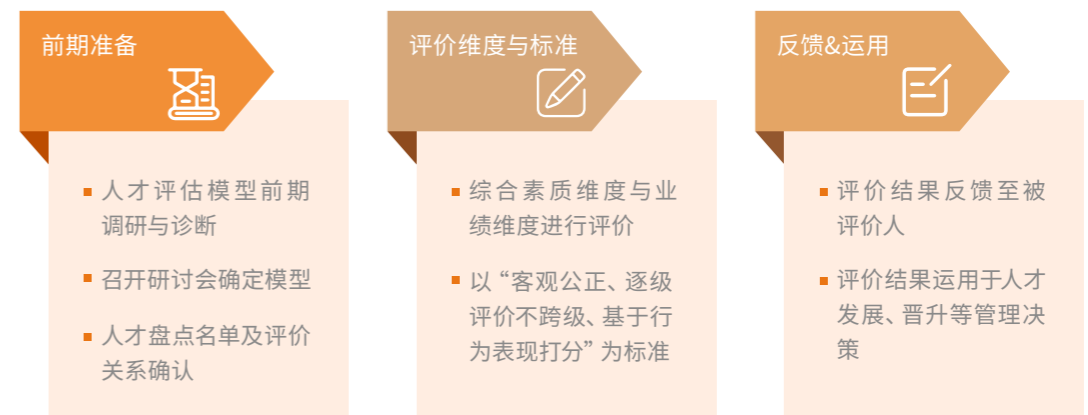 前期准备
人才评估模型前期
调研与诊断
召开研讨会确定模型
人才盘点名单及评价
关系确认
评价维度与标准
综合素质维度与业
绩维度进行评价
以“客观公正、逐级
评价不跨级、基于行
为表现打分”为标准
反馈&运用
评价结果反馈至被
评价人
评价结果运用于人才
发展、晋升等管理决
策